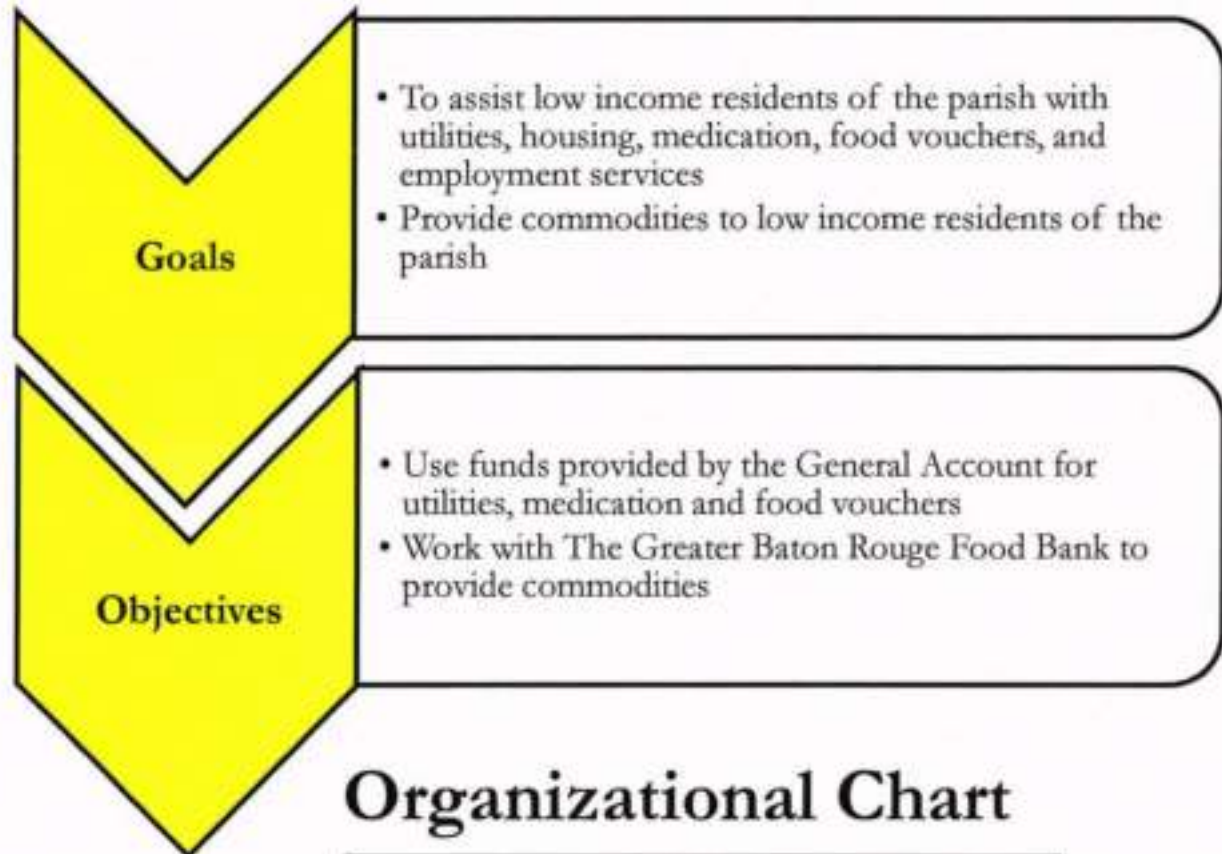 Goals
• To assist low income residents of the parish with
utilities, housing, medication, food vouchers, and
employment services
• Provide commodities to low income residents of the
parish
Objectives
• Use funds provided by the General Account for
utilities, medication and food vouchers
• Work with The Greater Baton Rouge Food Bank to
provide commodities
Organizational Chart